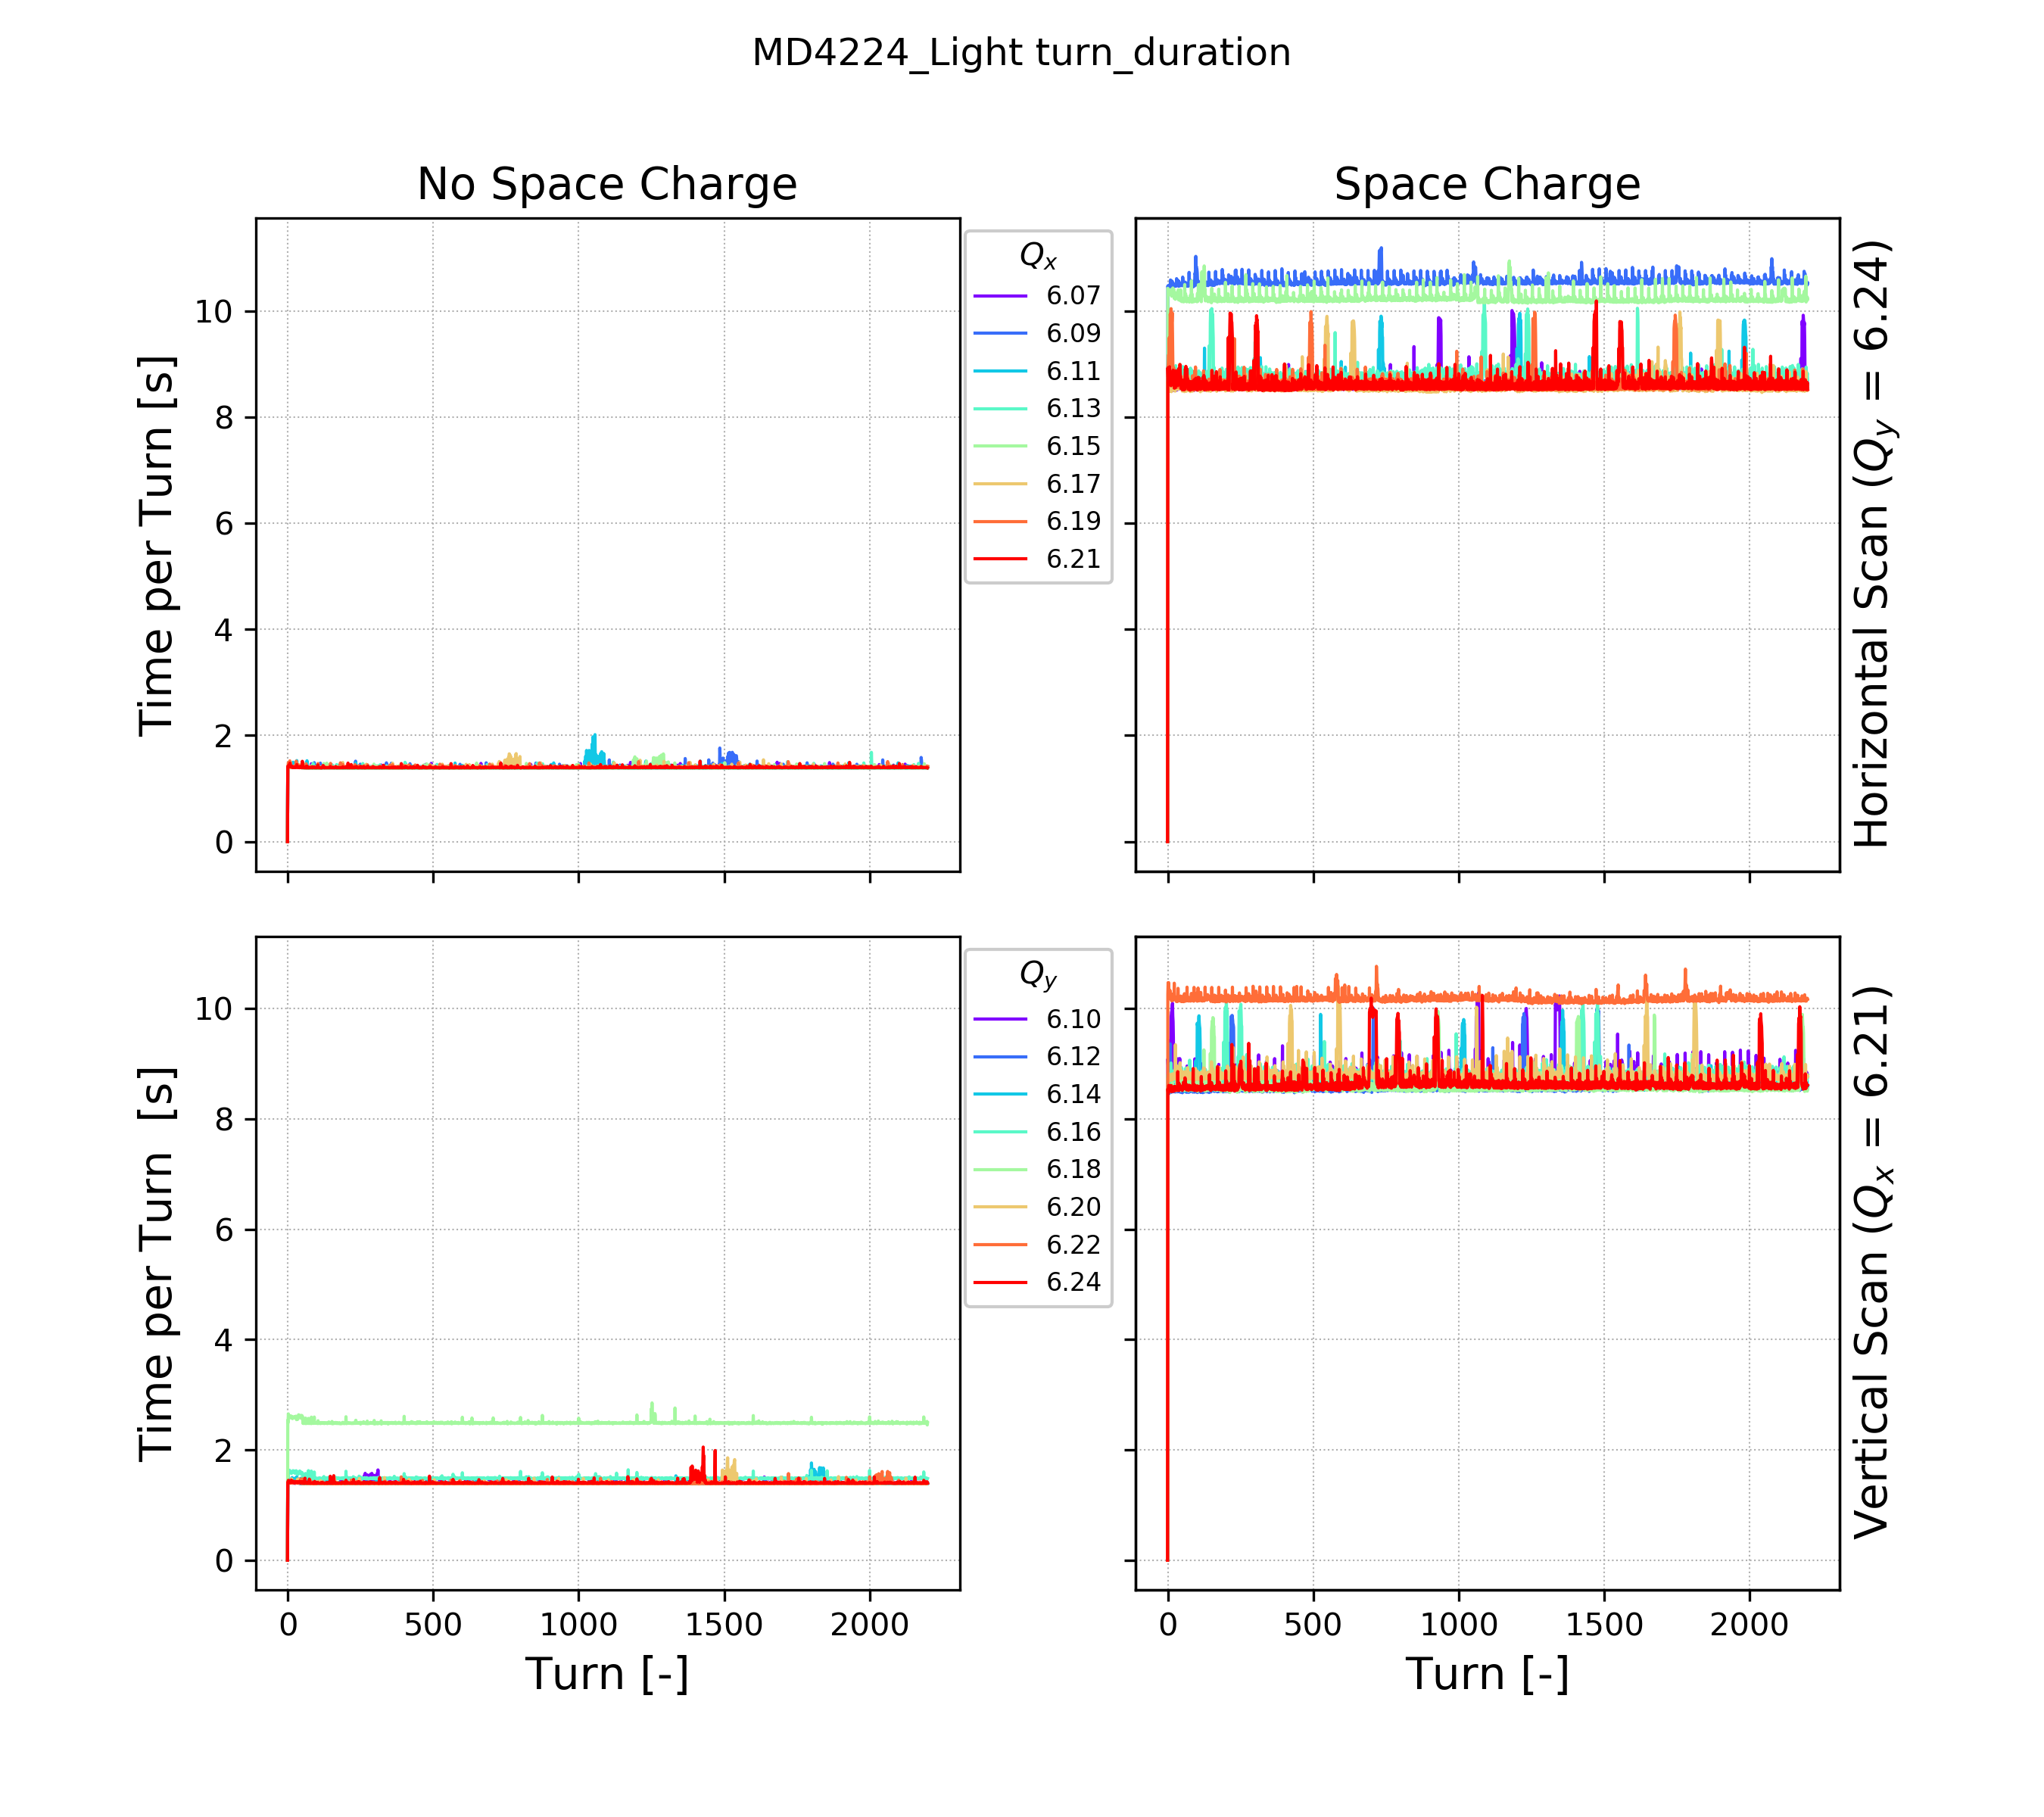 MD4224_Light turn_duration
No Space Charge
Space Charge
Time per Turn [s]
10
8
6
4
2
0
Qx
6.07
6.09
6.11
6.13
6.15
6.17
6.19
6.21
Horizontal Scan (Qy = 6.24)
Time per Turn [s]
10
8
6
4
2
0
Qy
6.10
6.12
6.14
6.16
6.18
6.20
6.22
6.24
Vertical Scan (Qx = 6.21)
0 500 1000 1500 2000
0 500 1000 1500 2000
Turn [-]
Turn [-]